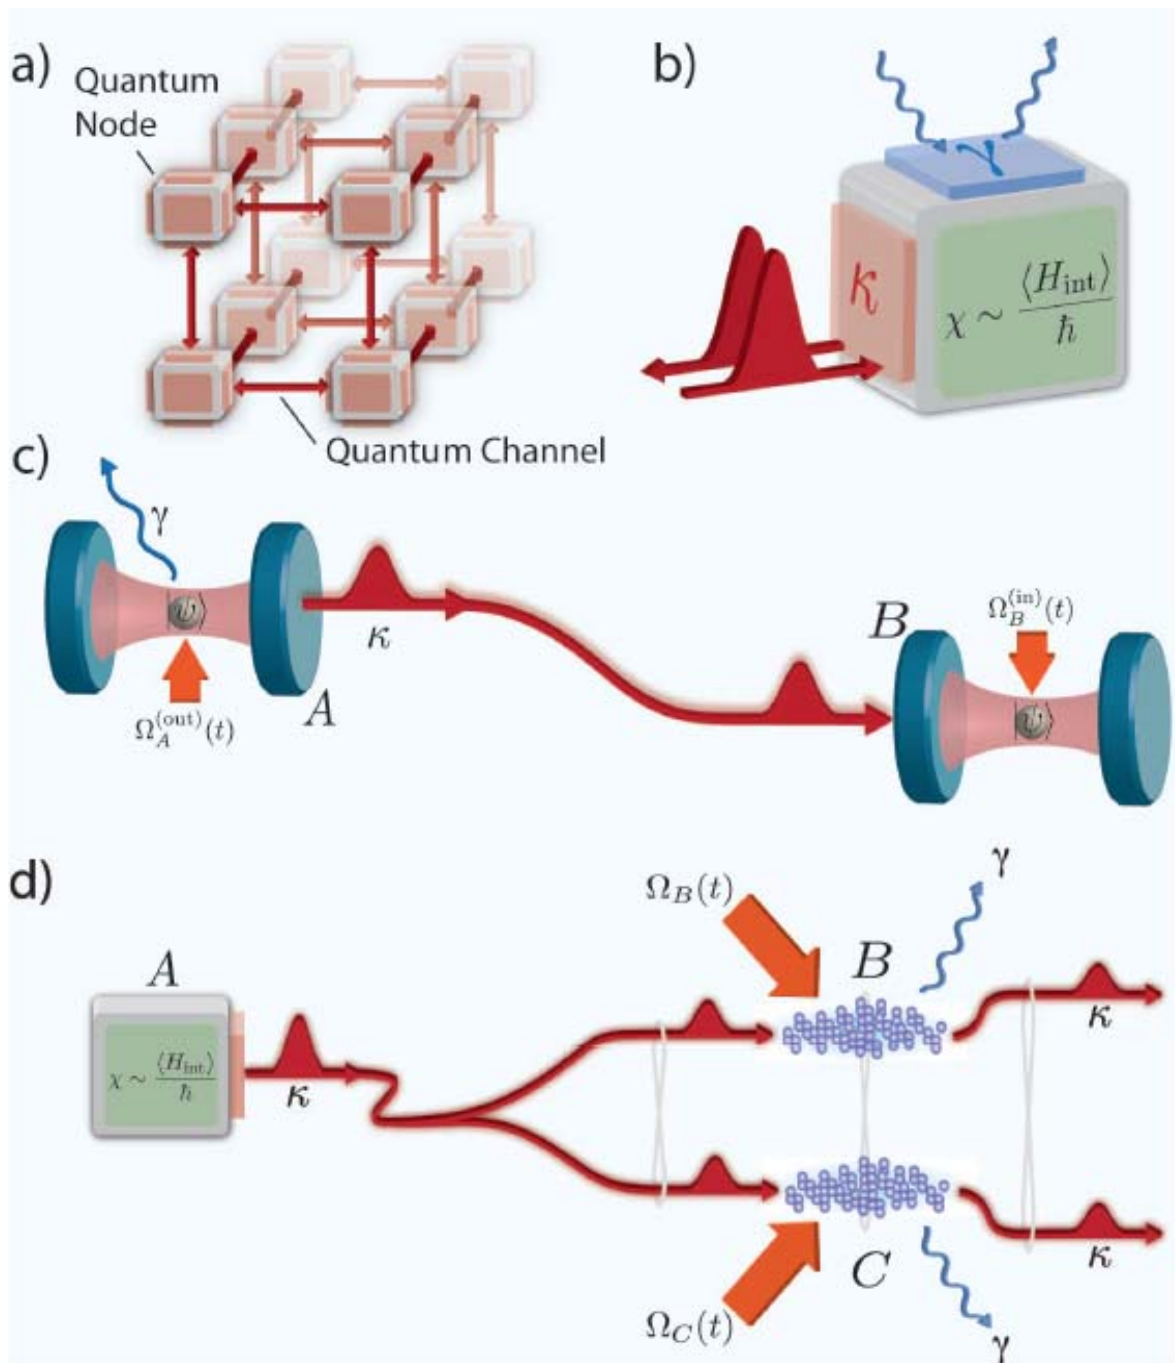 a)
Quantum
Node
Quantum Channel
b)
γ
κ
χ ~ ⟨H_int⟩/ħ
c)
γ
|ψ⟩
κ
A
Ω_A^(out)(t)
B
Ω_B^(in)(t)
|ψ⟩
d)
A
χ ~ ⟨H_int⟩/ħ
κ
Ω_B(t)
B
γ
κ
C
Ω_C(t)
γ
κ